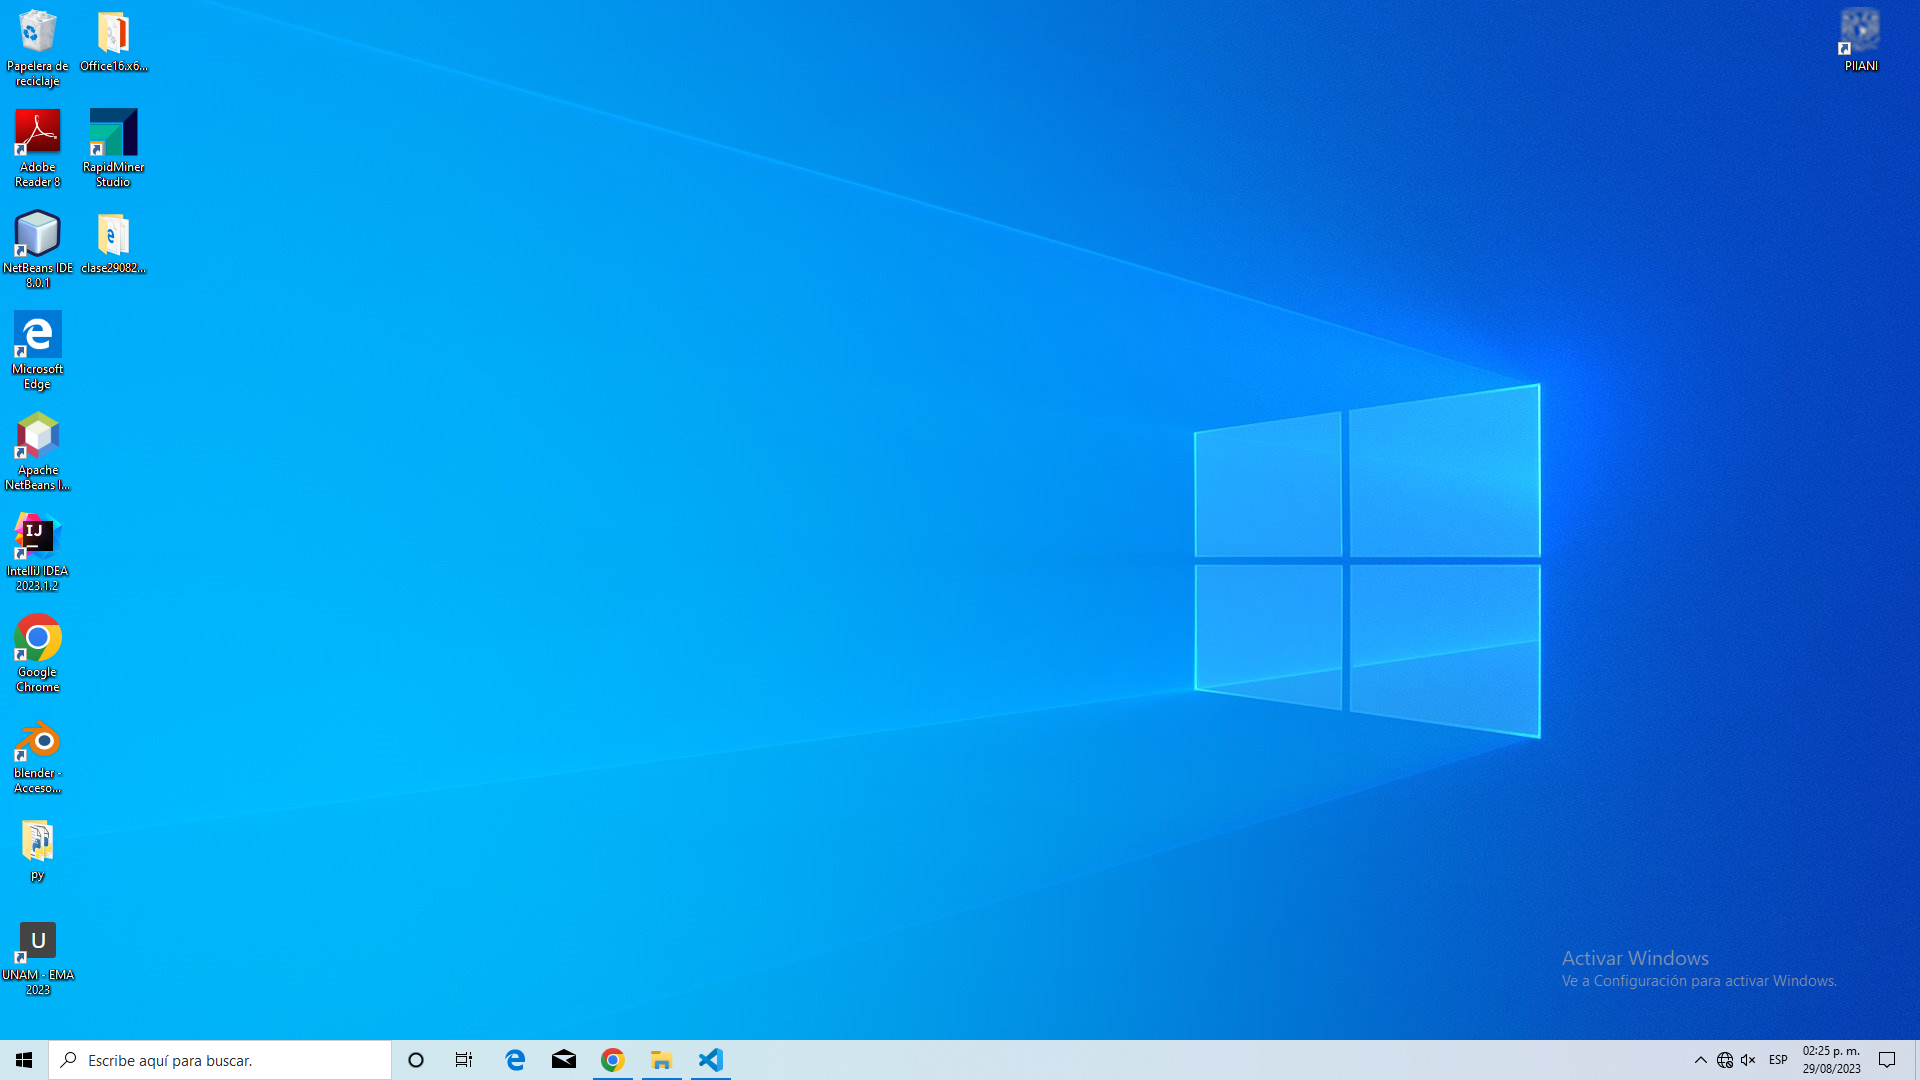 Papelera de
reciclaje
Office16.x6...
Adobe
Reader 8
RapidMiner
Studio
NetBeans IDE
8.0.1
clase29082...
Microsoft
Edge
Apache
NetBeans I...
IJ
IntelliJ IDEA
2023.1.2
Google
Chrome
blender -
Acceso...
py
U
UNAM - EMA
2023
PIIANI
Activar Windows
Ve a Configuración para activar Windows.
Escribe aquí para buscar.
ESP
02:25 p. m.
29/08/2023